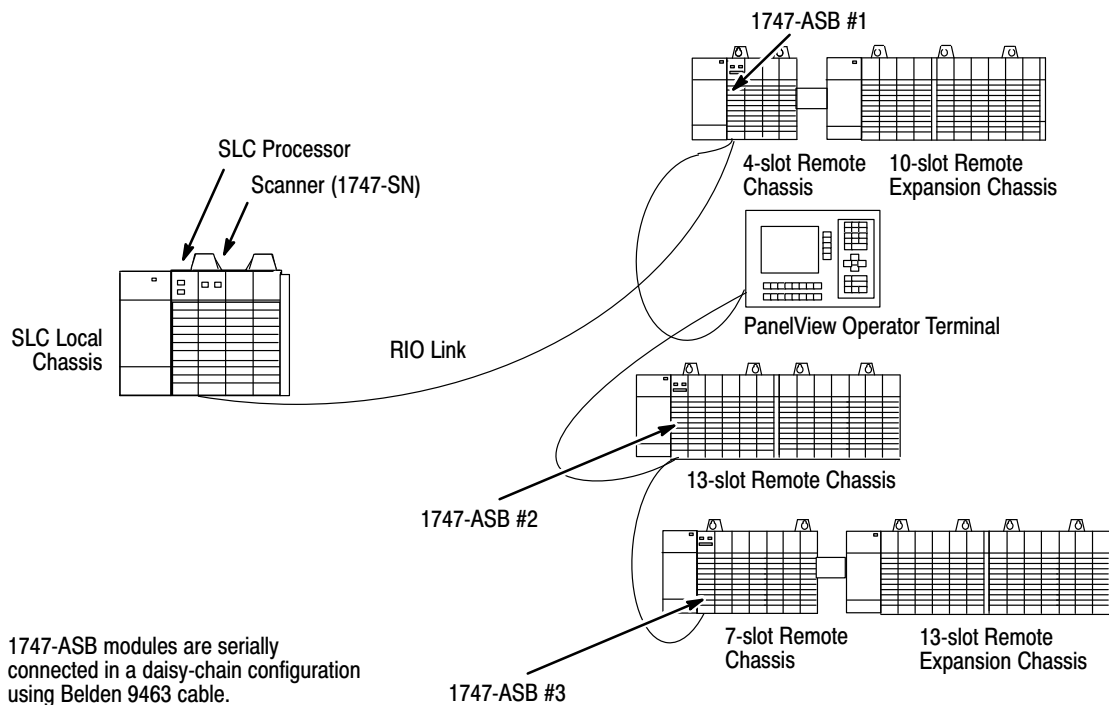 1747-ASB #1
SLC Processor
Scanner (1747-SN)
4-slot Remote
Chassis
10-slot Remote
Expansion Chassis
SLC Local
Chassis
RIO Link
PanelView Operator Terminal
13-slot Remote Chassis
1747-ASB #2
7-slot Remote
Chassis
13-slot Remote
Expansion Chassis
1747-ASB modules are serially
connected in a daisy-chain configuration
using Belden 9463 cable.
1747-ASB #3